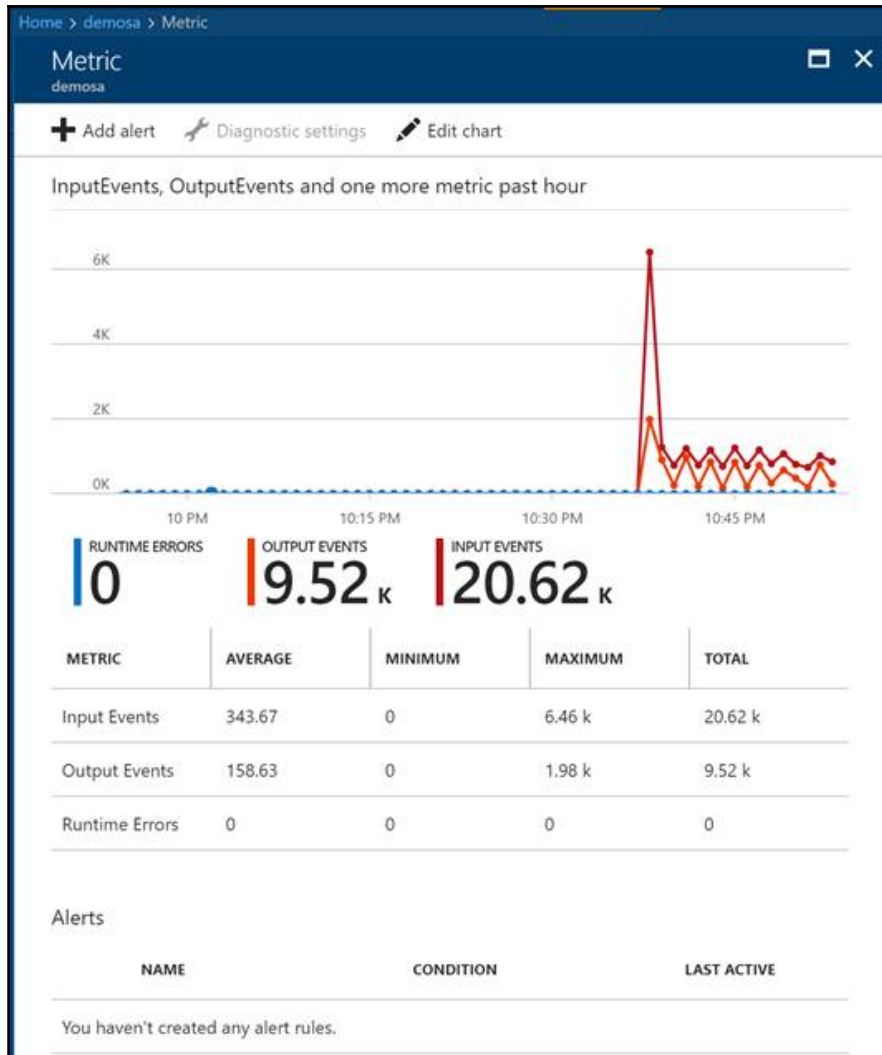 Home > demosa > Metric
Metric
demosa
Add alert Diagnostic settings Edit chart
InputEvents, OutputEvents and one more metric past hour
6K
4K
2K
0K
10 PM 10:15 PM 10:30 PM 10:45 PM
RUNTIME ERRORS OUTPUT EVENTS INPUT EVENTS
0 9.52 K 20.62 K
METRIC AVERAGE MINIMUM MAXIMUM TOTAL
Input Events 343.67 0 6.46 k 20.62 k
Output Events 158.63 0 1.98 k 9.52 k
Runtime Errors 0 0 0 0
Alerts
NAME CONDITION LAST ACTIVE
You haven't created any alert rules.